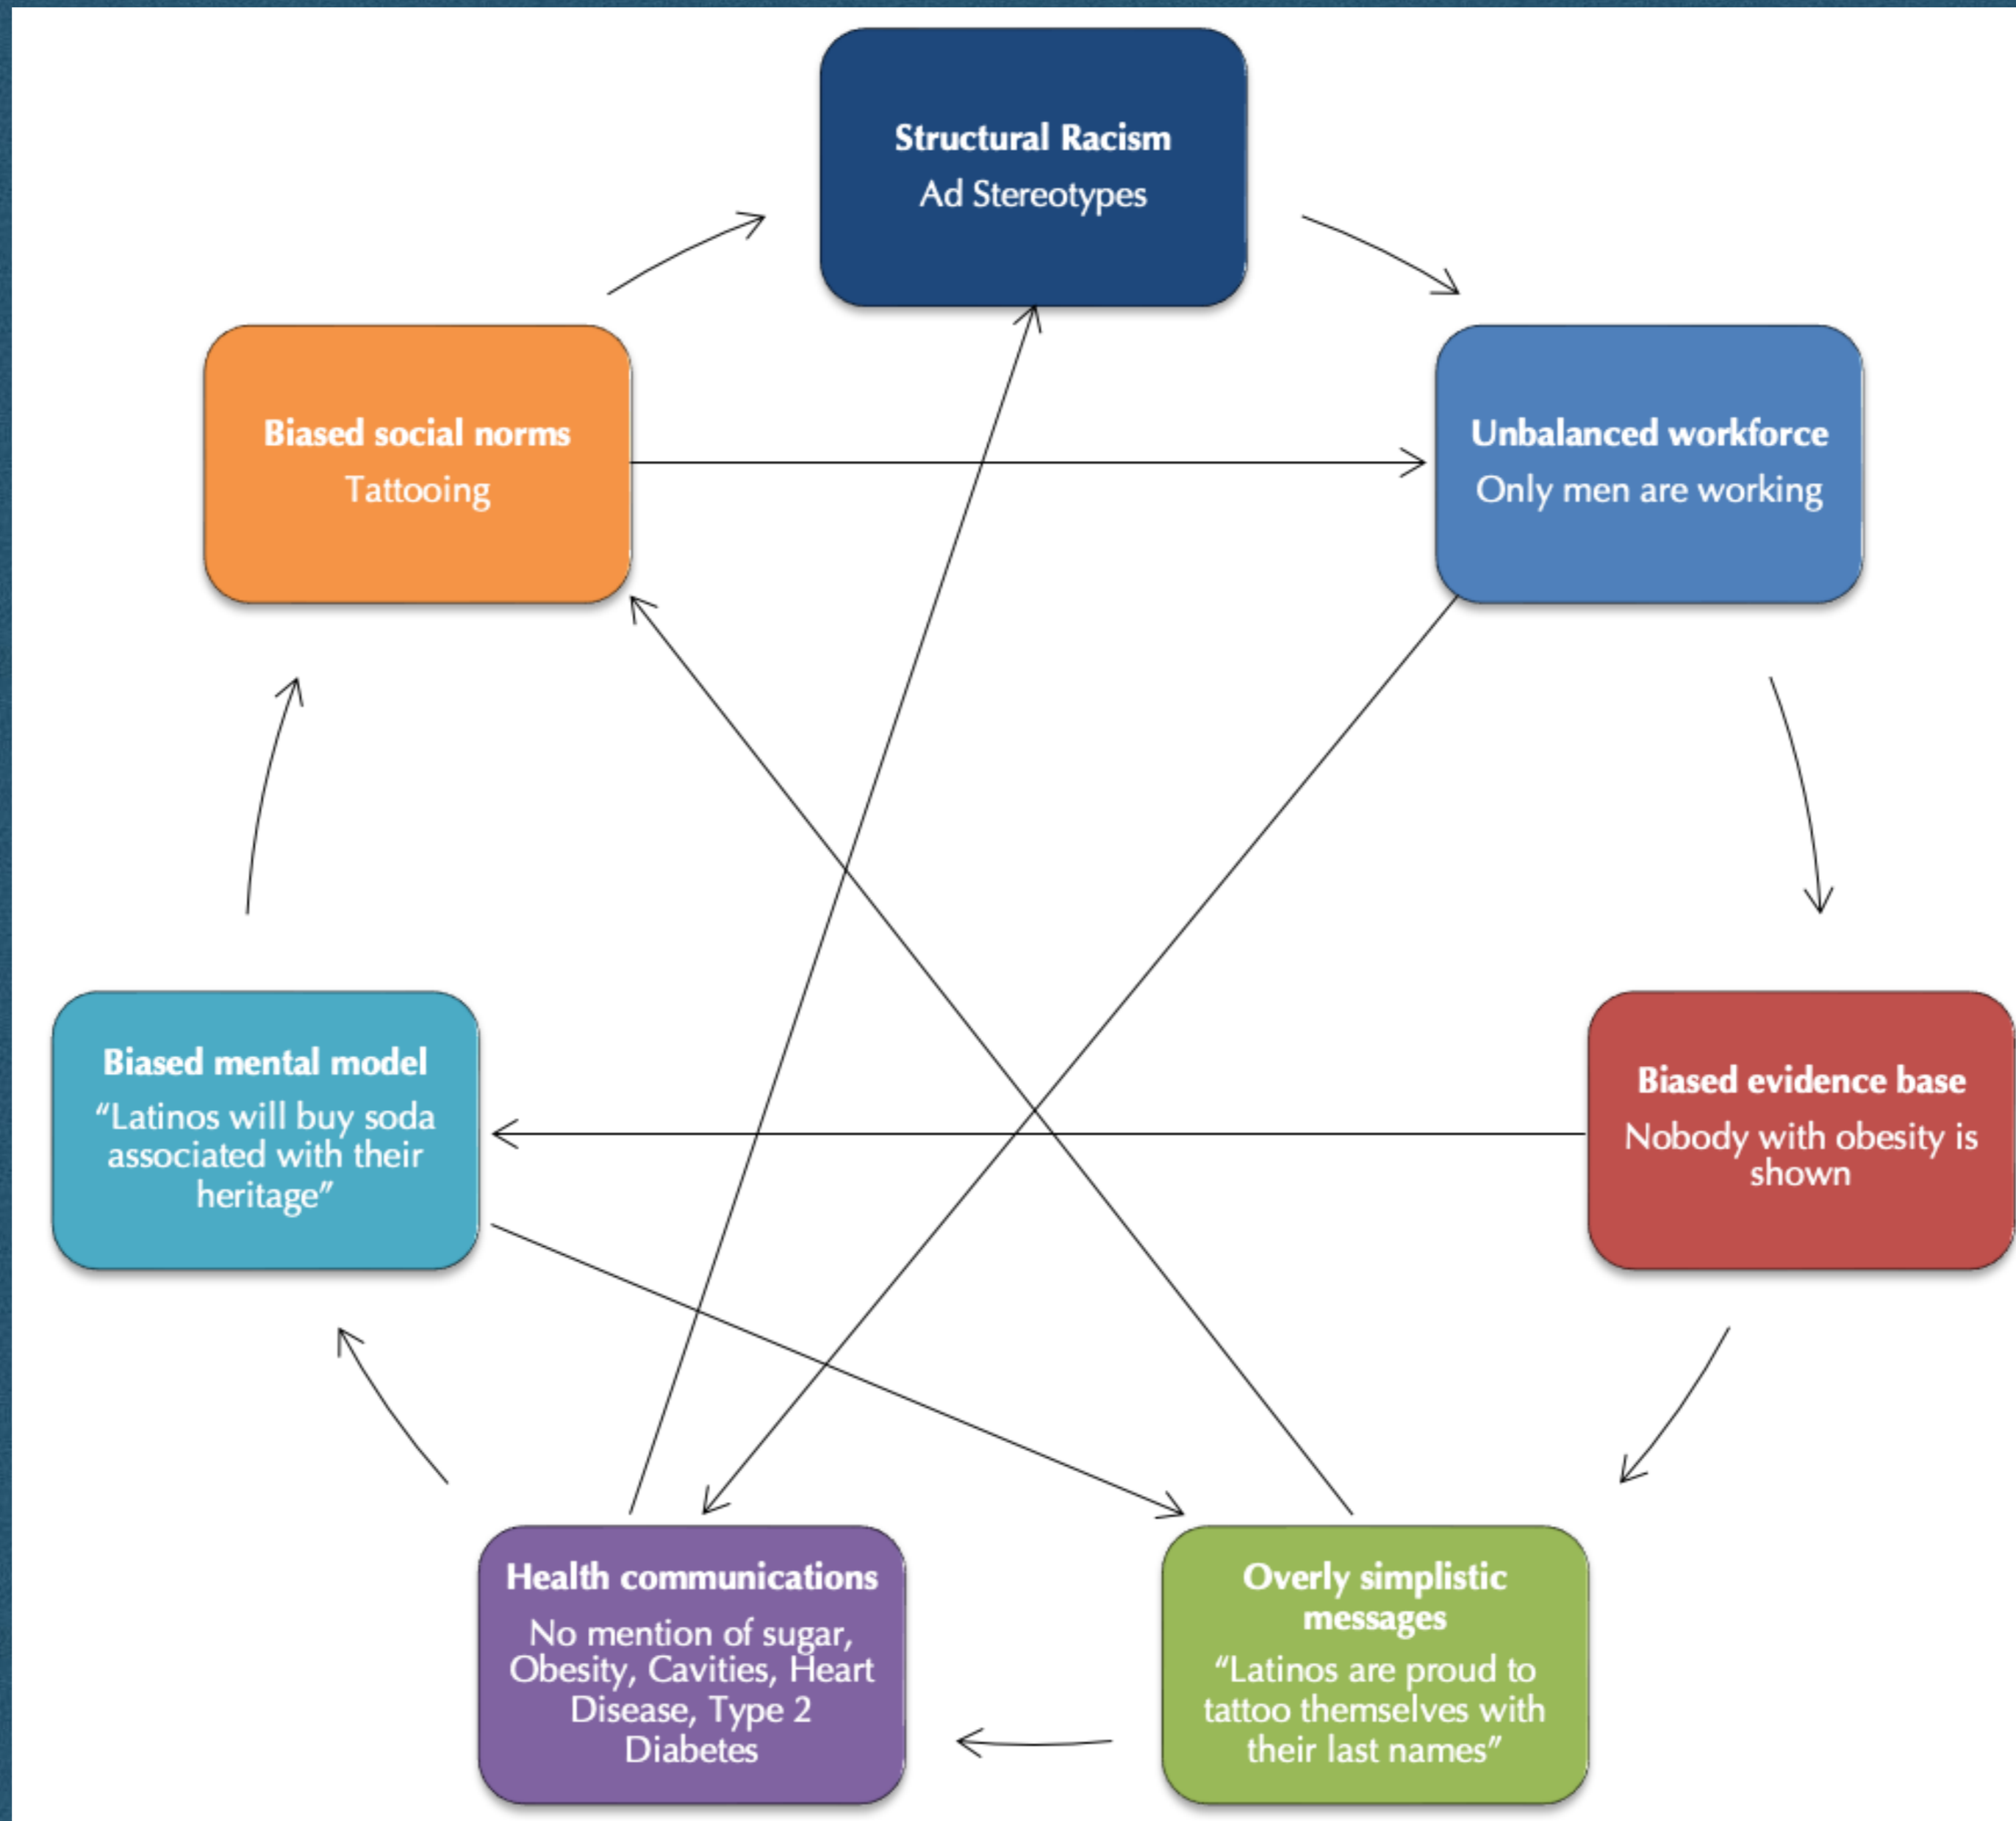 Structural Racism
Ad Stereotypes
Unbalanced workforce
Only men are working
Biased evidence base
Nobody with obesity is
shown
Overly simplistic
messages
“Latinos are proud to
tattoo themselves with
their last names”
Health communications
No mention of sugar,
Obesity, Cavities, Heart
Disease, Type 2
Diabetes
Biased mental model
“Latinos will buy soda
associated with their
heritage”
Biased social norms
Tattooing